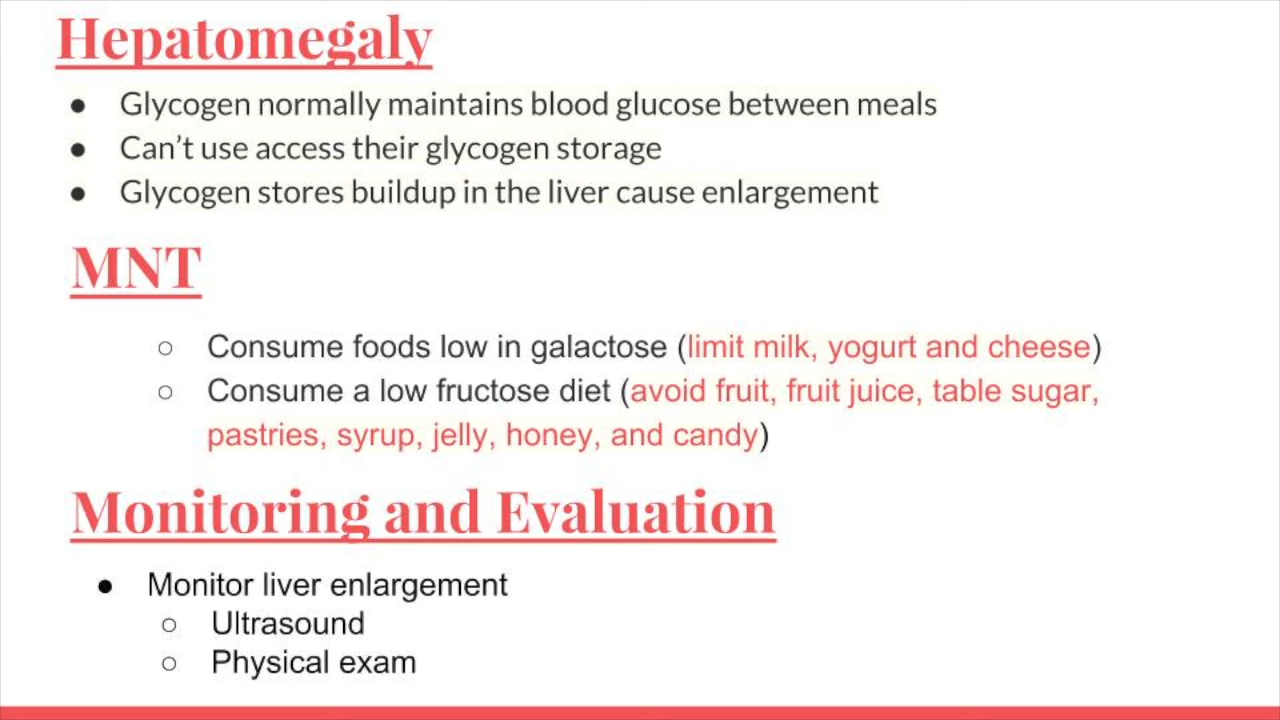 Hepatomegaly
● Glycogen normally maintains blood glucose between meals
● Can't use access their glycogen storage
● Glycogen stores buildup in the liver cause enlargement
MNT
○ Consume foods low in galactose (limit milk, yogurt and cheese)
○ Consume a low fructose diet (avoid fruit, fruit juice, table sugar,
pastries, syrup, jelly, honey, and candy)
Monitoring and Evaluation
● Monitor liver enlargement
○ Ultrasound
○ Physical exam